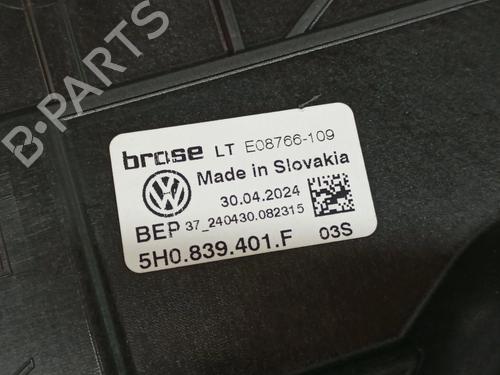 B-PARTS
brose LT E08766-109
Made in Slovakia
30.04.2024
BEP 37_240430.082315
5H0.839.401.F 03S